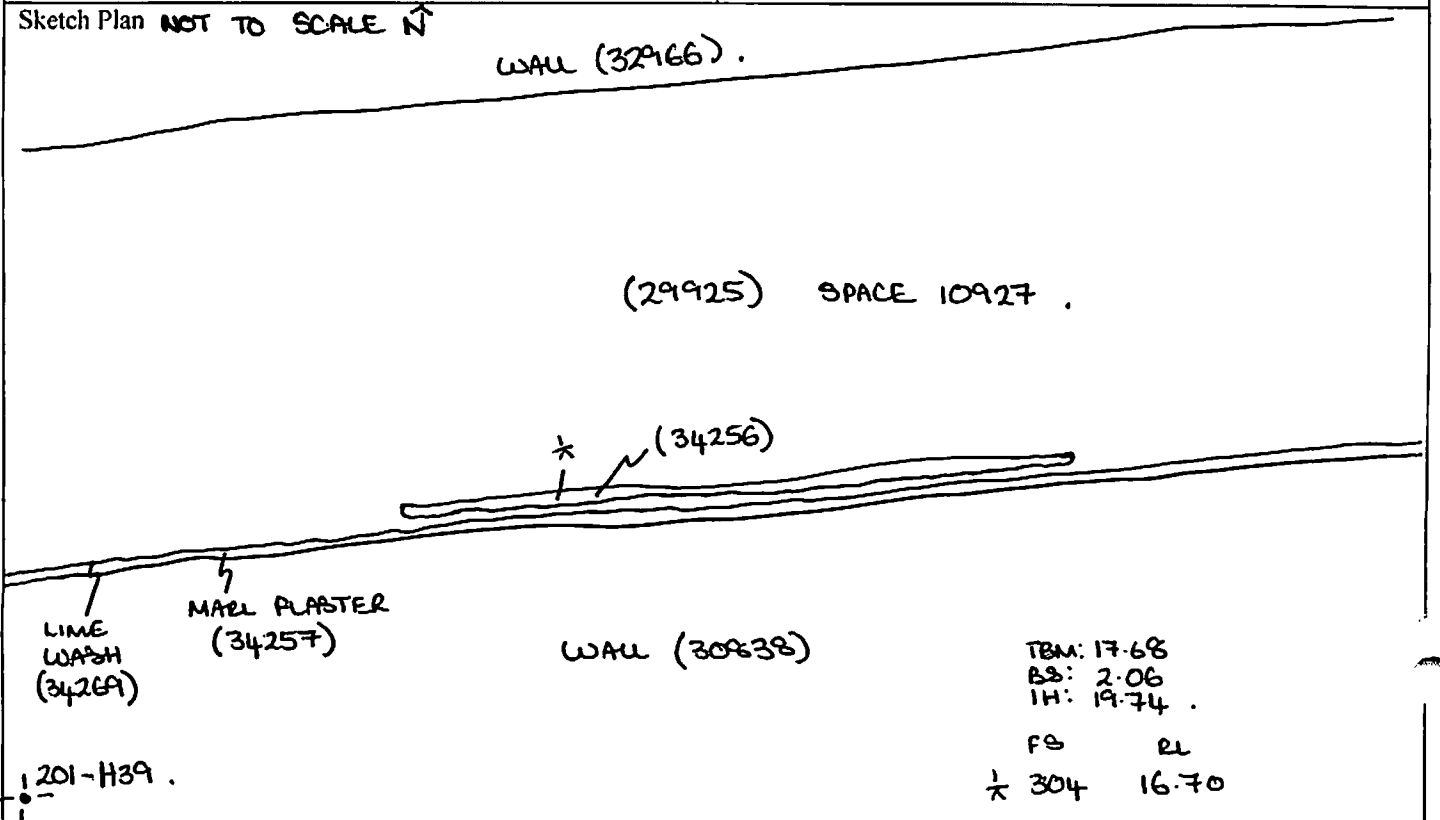 Sketch Plan NOT TO SCALE N
WALL (32966).
(29925) SPACE 10927.
(34256)
LIME
WASH
(34269)
MARL PLASTER
(34257)
WALL (30838)
TBM: 17.68
BS: 2.06
IH: 19.74.
FS RL
304 16.70
201-H39.